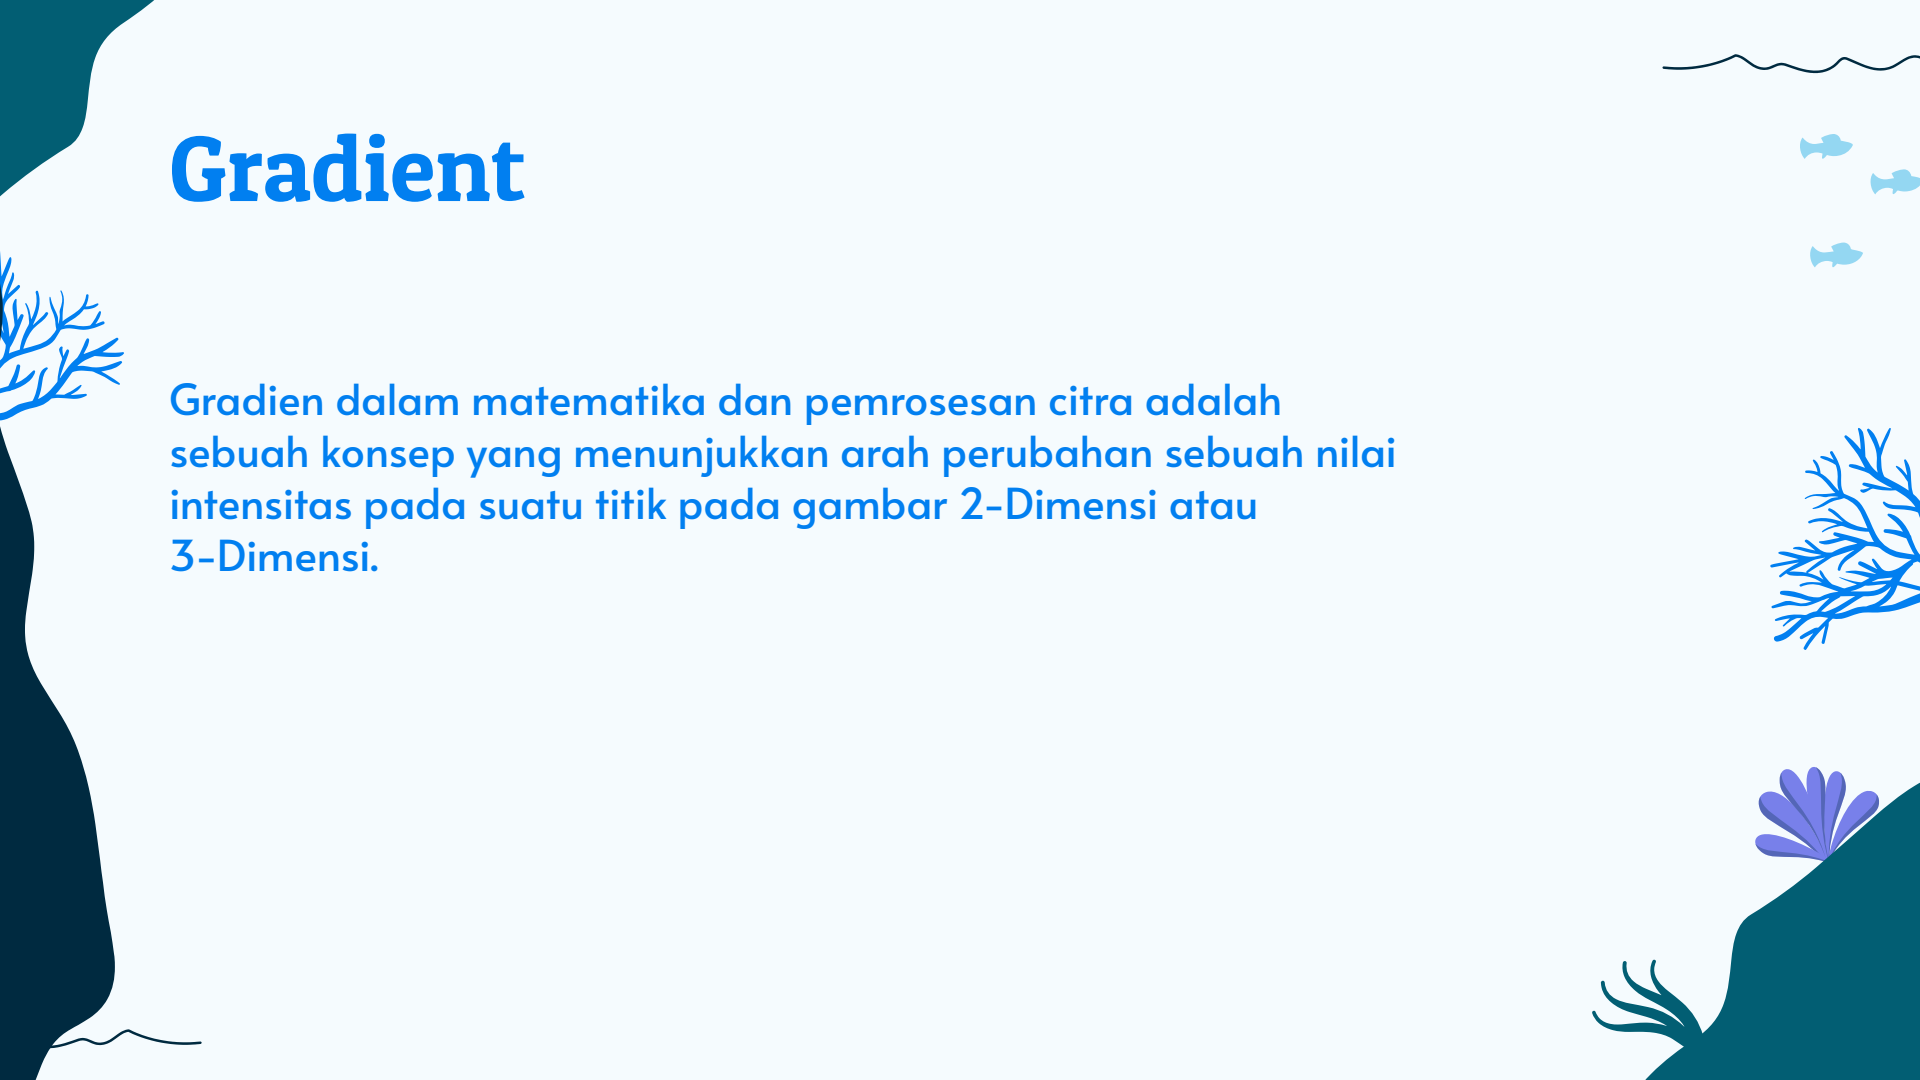 Gradient
Gradien dalam matematika dan pemrosesan citra adalah
sebuah konsep yang menunjukkan arah perubahan sebuah nilai
intensitas pada suatu titik pada gambar 2-Dimensi atau
3-Dimensi.